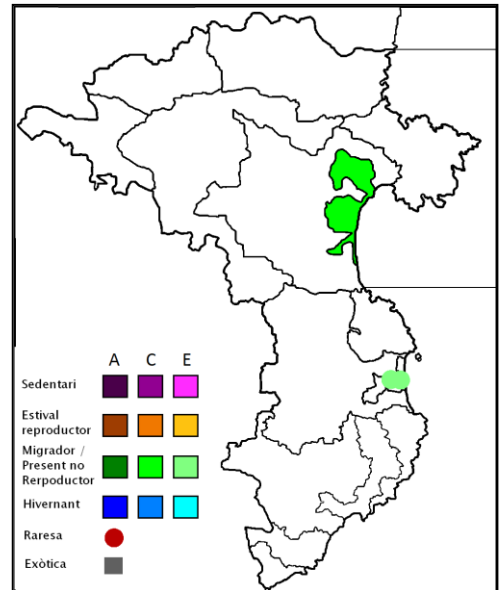 A C E
Sedentari
Estival
reproductor
Migrador /
Present no
Rerpoductor
Hivernant
Raresa
Exòtica